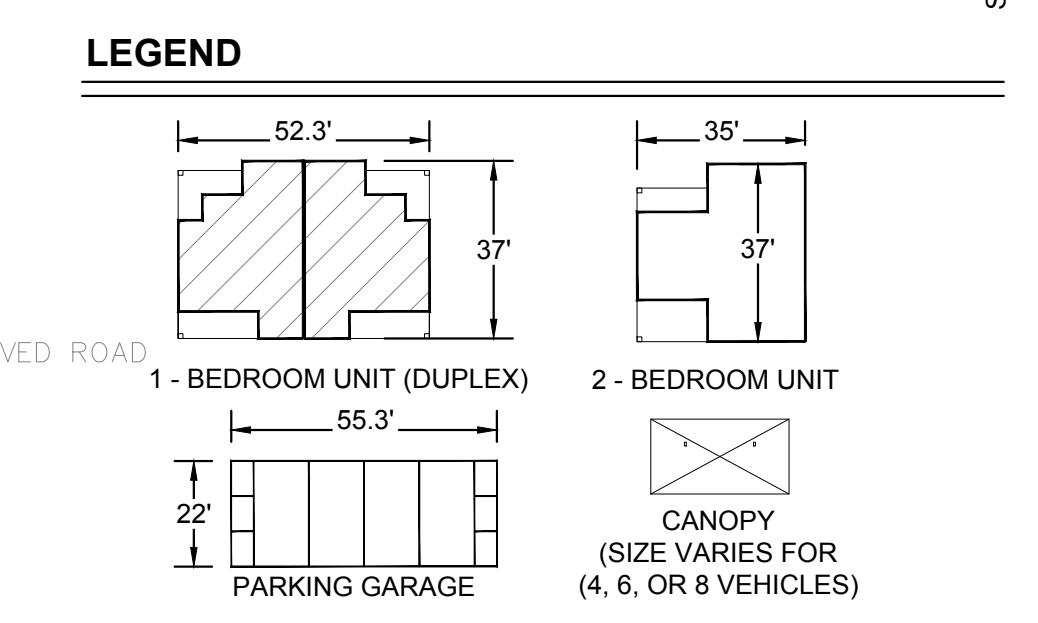 LEGEND
52.3'
35'
37'
37'
VED ROAD
1 - BEDROOM UNIT (DUPLEX)
2 - BEDROOM UNIT
55.3'
22'
PARKING GARAGE
CANOPY
(SIZE VARIES FOR
(4, 6, OR 8 VEHICLES)